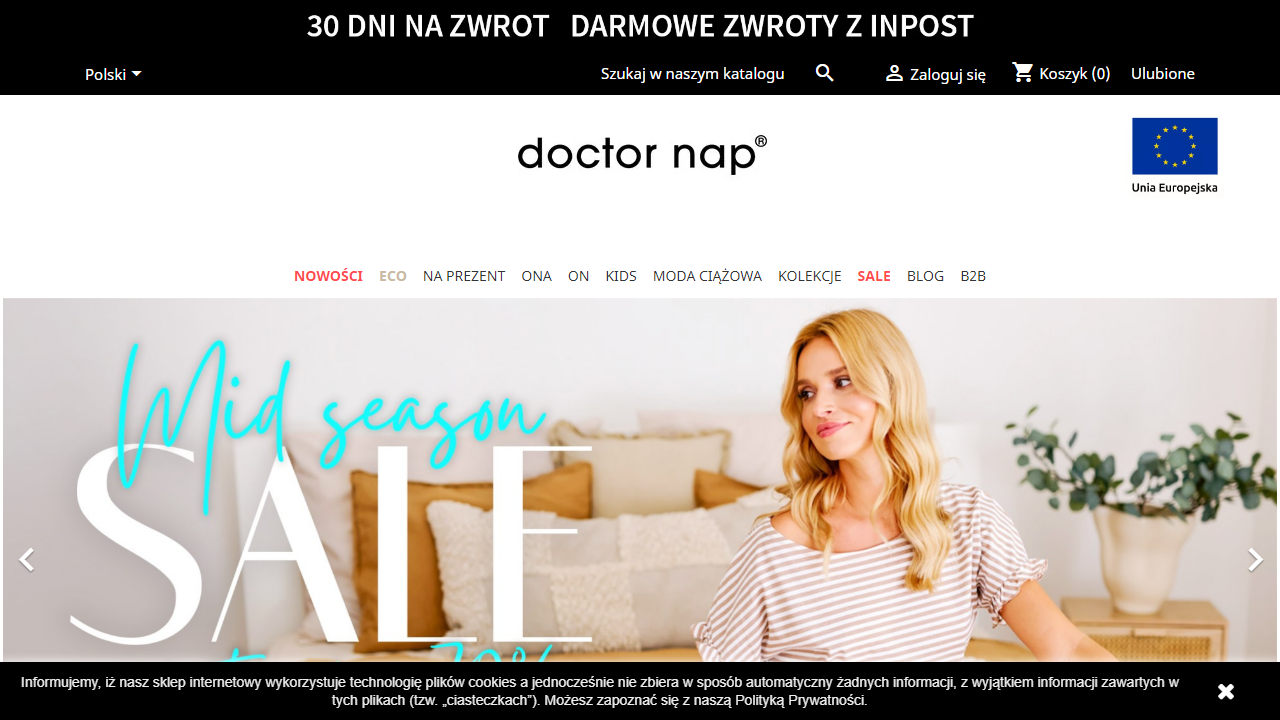 30 DNI NA ZWROT DARMOWE ZWROTY Z INPOST
Polski
Szukaj w naszym katalogu
Zaloguj się
Koszyk (0)
Ulubione
doctor nap®
Unia Europejska
NOWOŚCI ECO NA PREZENT ONA ON KIDS MODA CIĄŻOWA KOLEKCJE SALE BLOG B2B
Mid season
SALE
Informujemy, iż nasz sklep internetowy wykorzystuje technologię plików cookies a jednocześnie nie zbiera w sposób automatyczny żadnych informacji, z wyjątkiem informacji zawartych w
tych plikach (tzw. „ciasteczkach”). Możesz zapoznać się z naszą Polityką Prywatności.